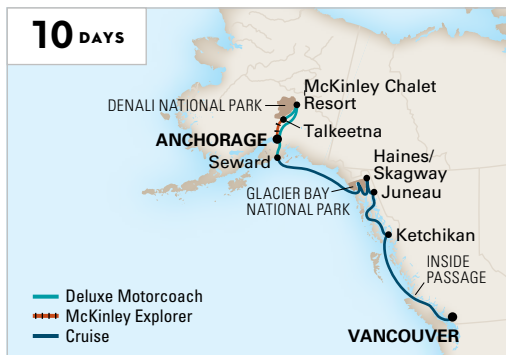 10 DAYS
McKinley Chalet
Resort
DENALI NATIONAL PARK
Talkeetna
ANCHORAGE
Seward
Haines/
Skagway
GLACIER BAY
NATIONAL PARK
Juneau
Ketchikan
INSIDE
PASSAGE
Deluxe Motorcoach
McKinley Explorer
Cruise
VANCOUVER